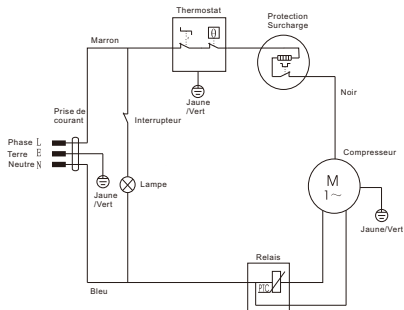 Thermostat
Protection
Surcharge
Marron
θ
Jaune
/Vert
Noir
Prise de
courant
Interrupteur
Phase L
Terre E
Neutre N
Compresseur
M
1~
Lampe
Jaune
/Vert
Jaune/Vert
Relais
PTC
Bleu